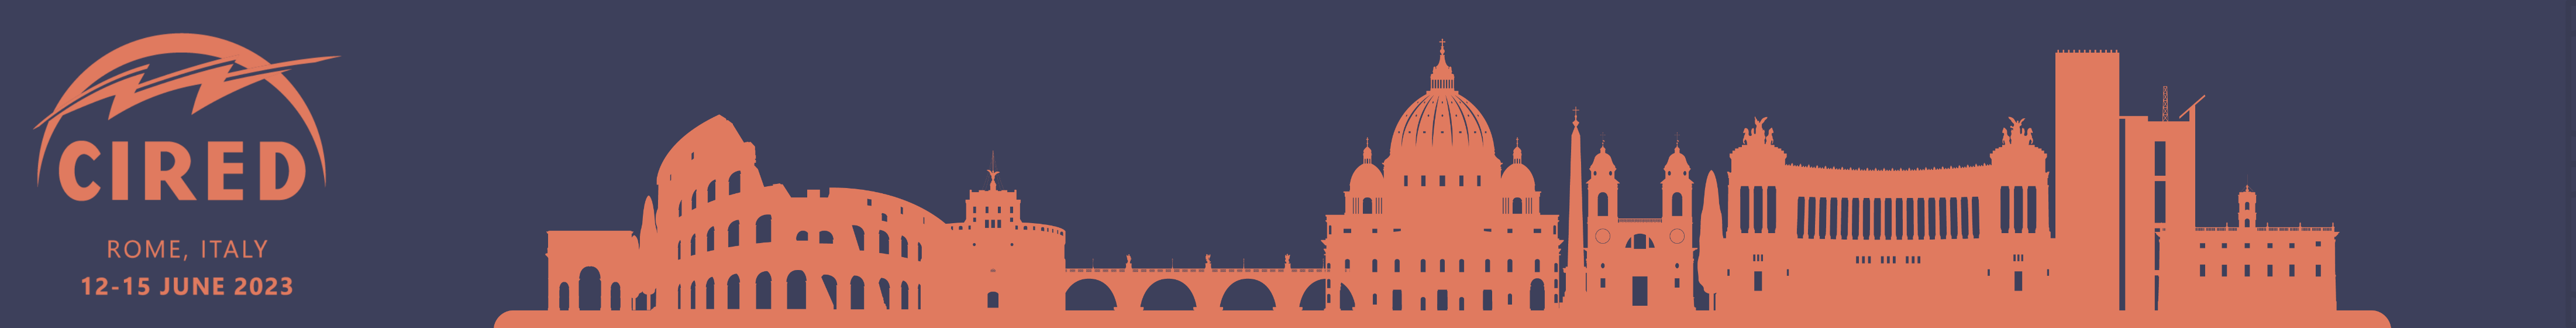 CIRED
ROME, ITALY
12-15 JUNE 2023